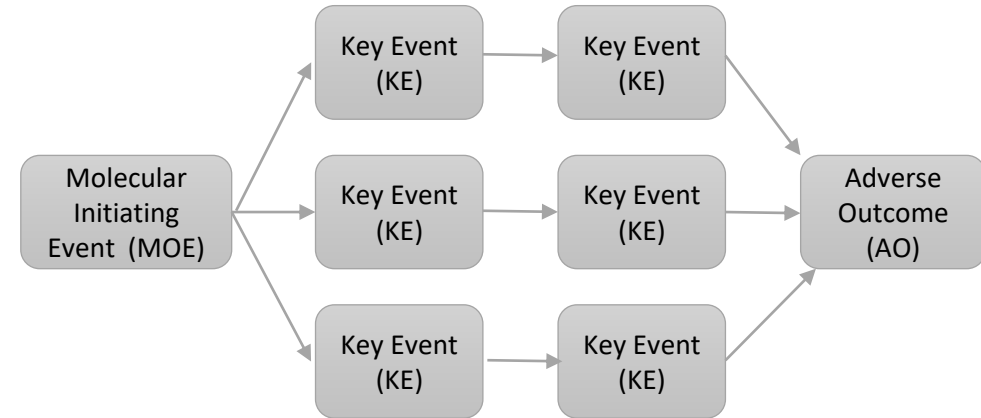 Key Event
(KE)
Key Event
(KE)
Molecular
Initiating
Event  (MOE)
Key Event
(KE)
Key Event
(KE)
Adverse
Outcome
(AO)
Key Event
(KE)
Key Event
(KE)